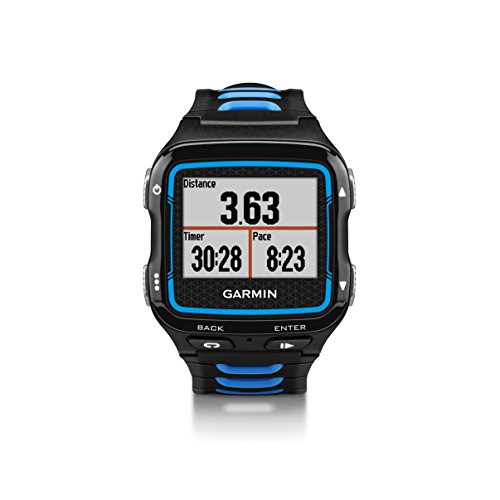 Distance
3.63
Timer Pace
30:28 8:23
GARMIN
BACK ENTER